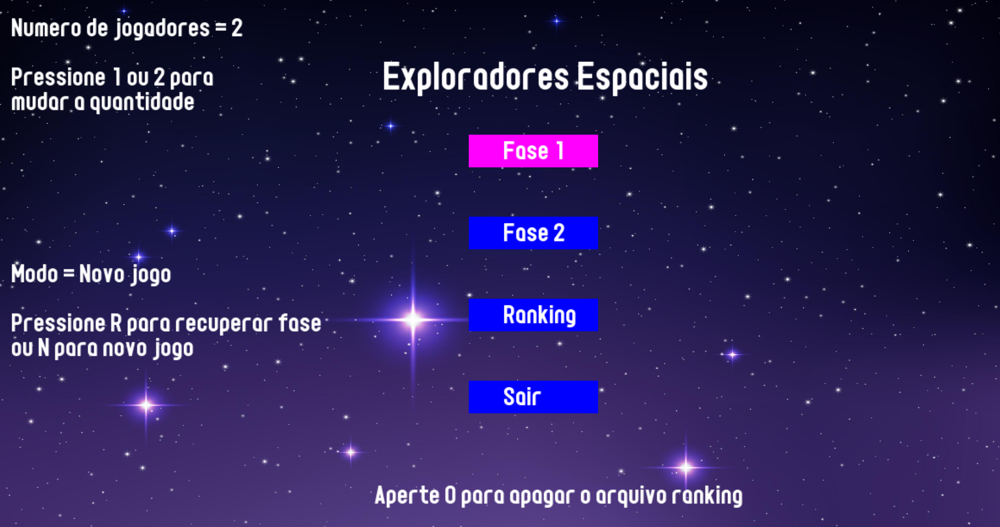 Numero de jogadores = 2
Pressione 1 ou 2 para
mudar a quantidade
Exploradores Espaciais
Fase 1
Fase 2
Modo = Novo jogo
Pressione R para recuperar fase
ou N para novo jogo
Ranking
Sair
Aperte 0 para apagar o arquivo ranking